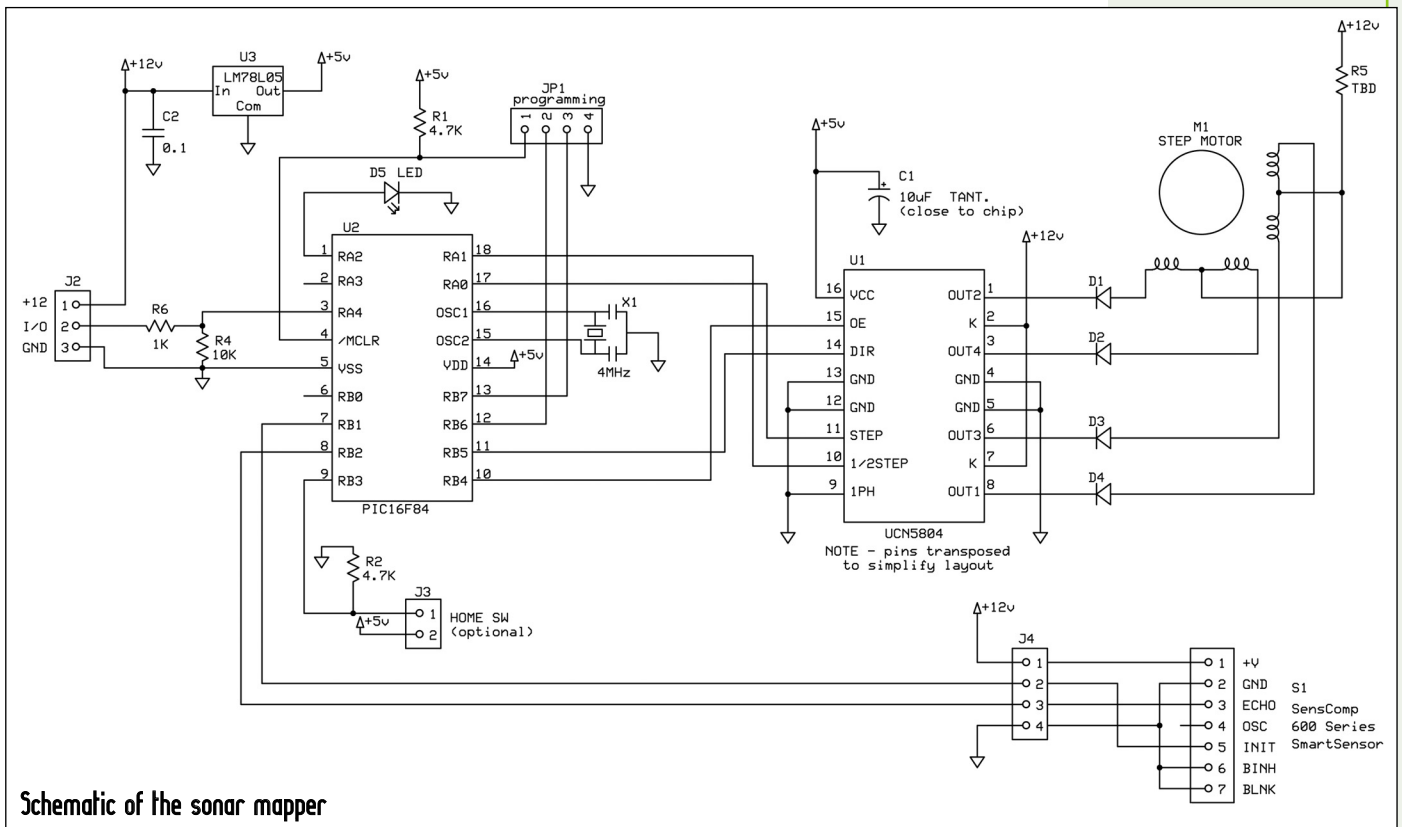 +12v
U3
LM78L05
In Out
Com
+5v
C2
0.1
+5v
R1
4.7K
JP1
programming
1 2 3 4
D5 LED
+5v
C1
+
10uF TANT.
(close to chip)
+12v
R5
TBD
M1
STEP MOTOR
+12v
J2
+12 1
I/O 2
GND 3
R6
1K
R4
10K
U2
1 RA2 RA1 18
2 RA3 RA0 17
3 RA4 OSC1 16
4 /MCLR OSC2 15
5 VSS VDD 14
6 RB0 RB7 13
7 RB1 RB6 12
8 RB2 RB5 11
9 RB3 RB4 10
PIC16F84
X1
4MHz
+5v
U1
16 VCC OUT2 1
15 OE K 2
14 DIR OUT4 3
13 GND GND 4
12 GND GND 5
11 STEP OUT3 6
10 1/2STEP K 7
9 1PH OUT1 8
UCN5804
NOTE - pins transposed
to simplify layout
D1
D2
D3
D4
R2
4.7K
+5v
J3
1
2
HOME SW
(optional)
+12v
J4
1
2
3
4
1 +V
2 GND
3 ECHO
4 OSC
5 INIT
6 BINH
7 BLNK
S1
SensComp
600 Series
SmartSensor
Schematic of the sonar mapper